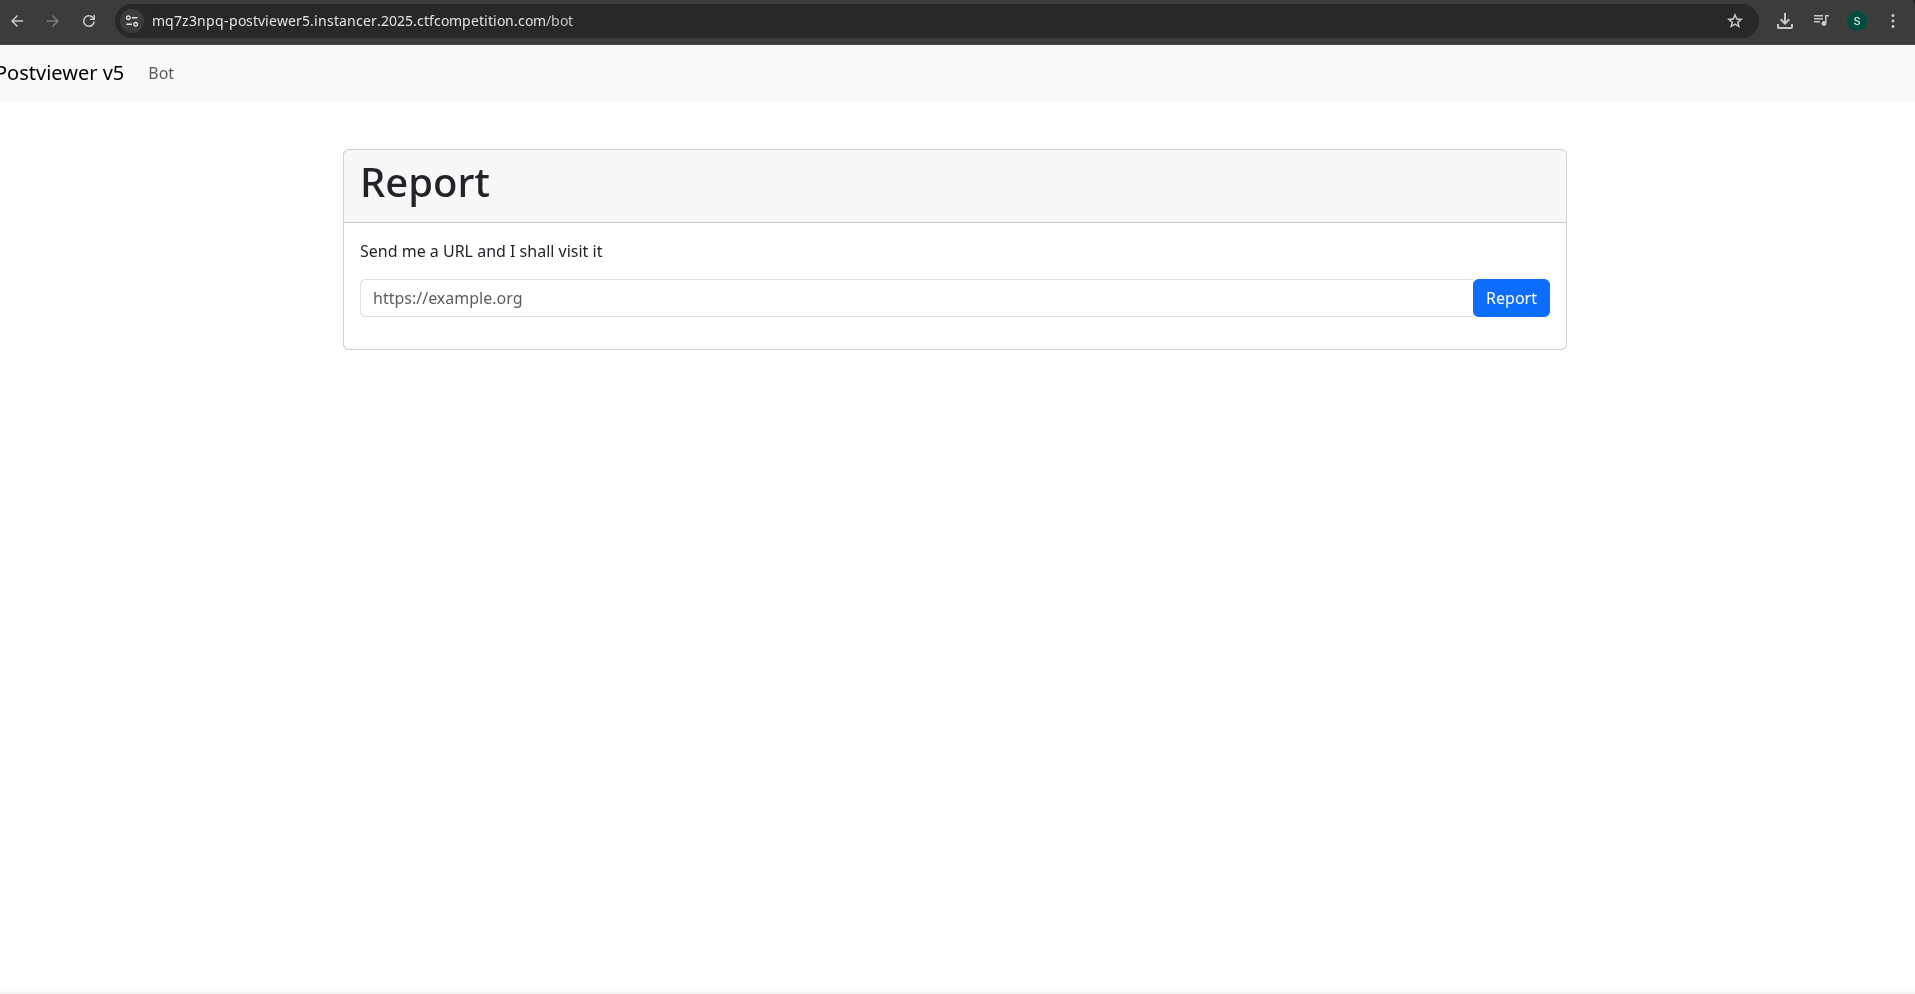 mq7z3npq-postviewer5.instancer.2025.ctfcompetition.com/bot
S
Postviewer v5 Bot
Report
Send me a URL and I shall visit it
https://example.org Report